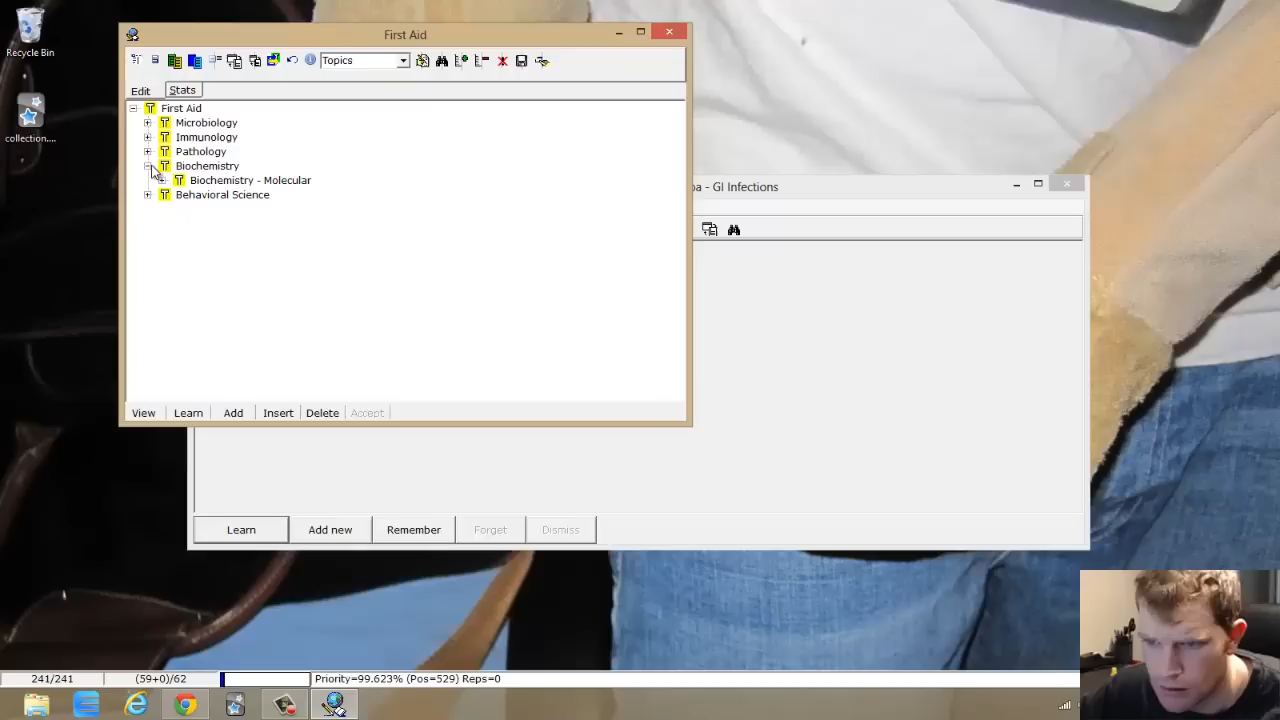 Recycle Bin
collection....
First Aid
Topics
Edit Stats
First Aid
Microbiology
Immunology
Pathology
Biochemistry
Biochemistry - Molecular
Behavioral Science
View Learn Add Insert Delete Accept
- GI Infections
Learn Add new Remember Forget Dismiss
241/241 (59+0)/62 Priority=99.623% (Pos=529) Reps=0